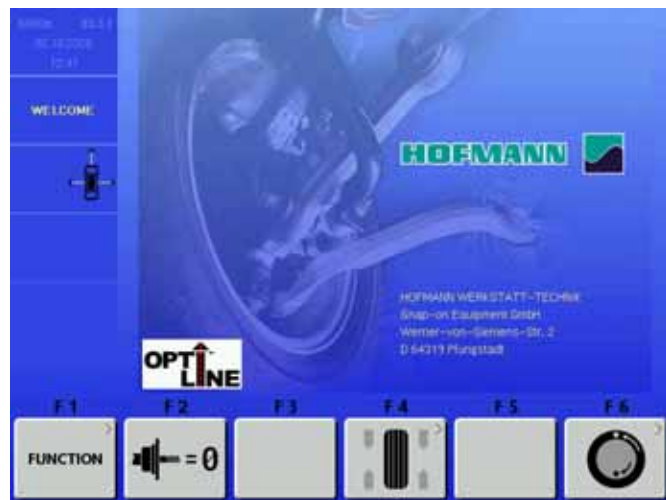 WELCOME
HOFMANN
HOFMANN WERKSTATT-TECHNIK
Snap-on Equipment GmbH
Werner-von-Siemens-Str. 2
D 64319 Pfungstadt
OPTI
LINE
F1 F2 F3 F4 F5 F6
FUNCTION
=0